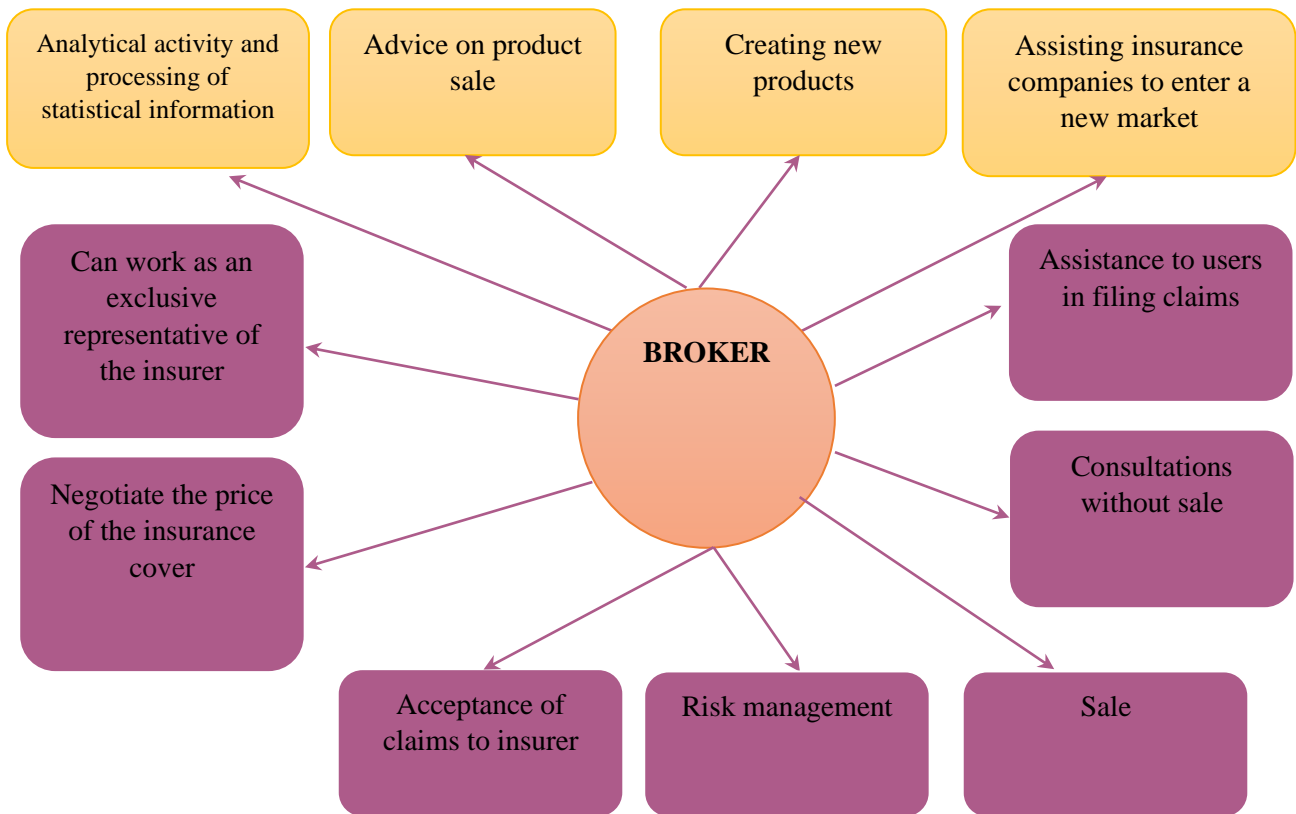 Analytical activity and
processing of
statistical information
Advice on product
sale
Creating new
products
Assisting insurance
companies to enter a
new market
Can work as an
exclusive
representative of
the insurer
BROKER
Assistance to users
in filing claims
Negotiate the price
of the insurance
cover
Consultations
without sale
Acceptance of
claims to insurer
Risk management
Sale